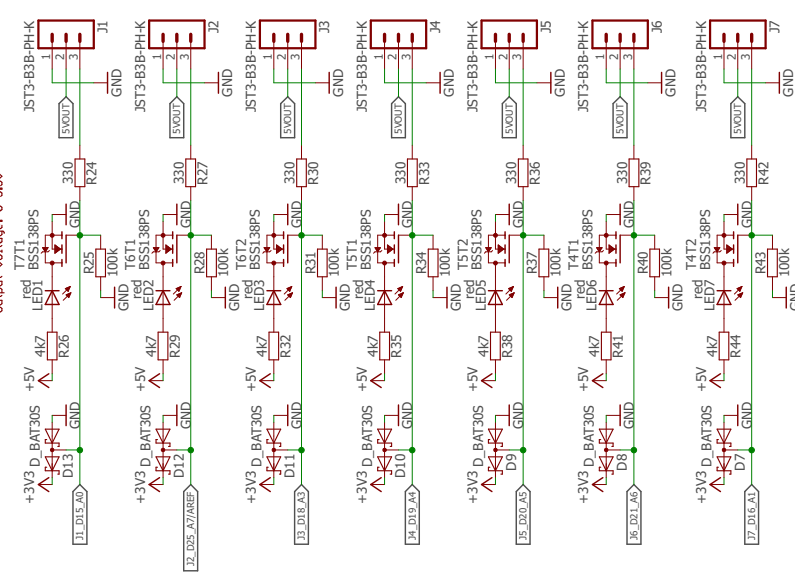 JST3-B3B-PH-K
J1
1
2
3
GND
5VOUT
330
R24
GND
T7T1
BSS138PS
R25
100k
GND
red
LED1
4k7
R26
+5V
D_BAT30S
GND
D13
+3V3
J1_D15_A0
JST3-B3B-PH-K
J2
1
2
3
GND
5VOUT
330
R27
GND
T6T1
BSS138PS
R28
100k
GND
red
LED2
4k7
R29
+5V
D_BAT30S
GND
D12
+3V3
J2_D25_A7/AREF
JST3-B3B-PH-K
J3
1
2
3
GND
5VOUT
330
R30
GND
T6T2
BSS138PS
R31
100k
GND
red
LED3
4k7
R32
+5V
D_BAT30S
GND
D11
+3V3
J3_D18_A3
JST3-B3B-PH-K
J4
1
2
3
GND
5VOUT
330
R33
GND
T5T1
BSS138PS
R34
100k
GND
red
LED4
4k7
R35
+5V
D_BAT30S
GND
D10
+3V3
J4_D19_A4
JST3-B3B-PH-K
J5
1
2
3
GND
5VOUT
330
R36
GND
T5T2
BSS138PS
R37
100k
GND
red
LED5
4k7
R38
+5V
D_BAT30S
GND
D9
+3V3
J5_D20_A5
JST3-B3B-PH-K
J6
1
2
3
GND
5VOUT
330
R39
GND
T4T1
BSS138PS
R40
100k
GND
red
LED6
4k7
R41
+5V
D_BAT30S
GND
D8
+3V3
J6_D21_A6
JST3-B3B-PH-K
J7
1
2
3
GND
5VOUT
330
R42
GND
T4T2
BSS138PS
R43
100k
GND
red
LED7
4k7
R44
+5V
D_BAT30S
GND
D7
+3V3
J7_D16_A1